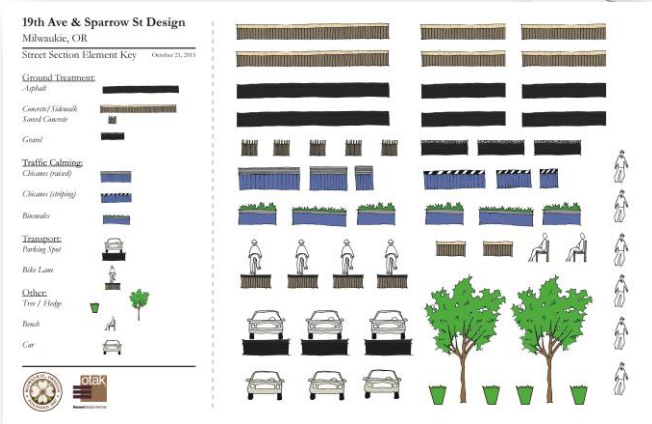 19th Ave & Sparrow St Design
Milwaukie, OR
Street Section Element Key October 21, 2015
Ground Treatment:
Asphalt
Concrete/Sidewalk
Scored Concrete
Gravel
Traffic Calming:
Chicanes (raised)
Chicanes (striping)
Bioswales
Transport:
Parking Spot
Bike Lane
Other:
Tree / Hedge
Bench
Car
otak